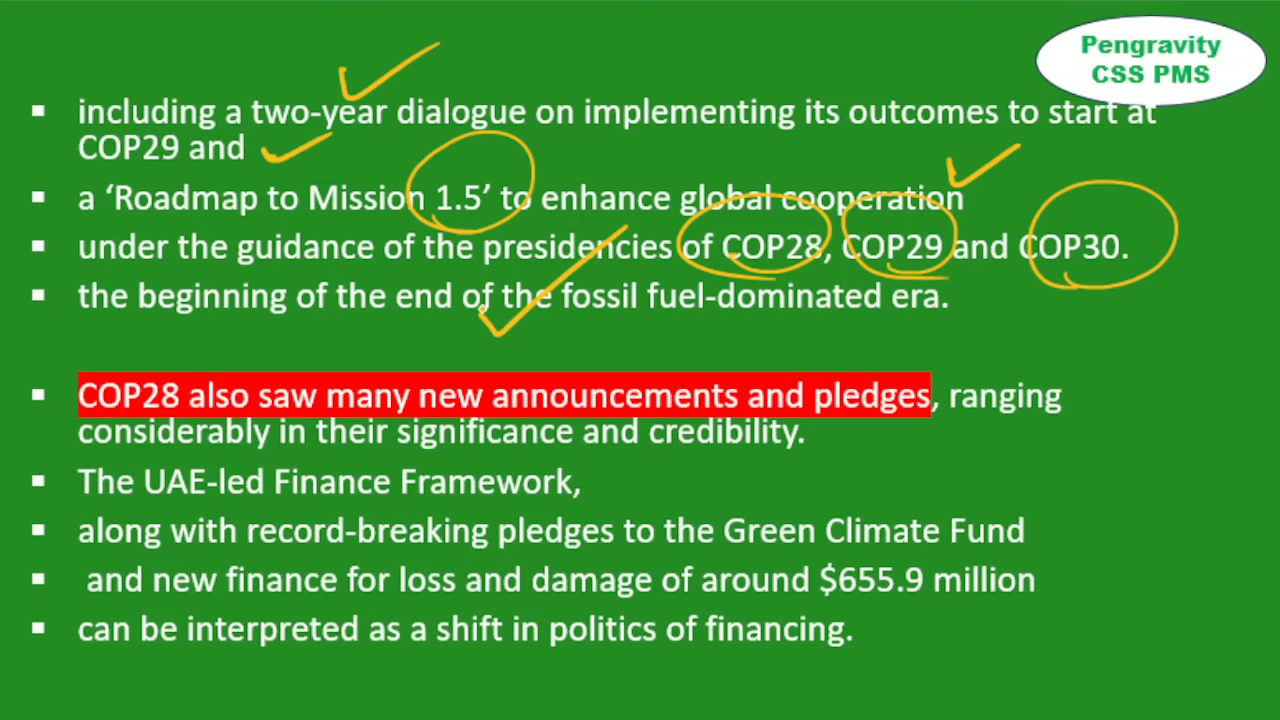 Pengravity
CSS PMS
▪ including a two-year dialogue on implementing its outcomes to start at
COP29 and
▪ a ‘Roadmap to Mission 1.5’ to enhance global cooperation
▪ under the guidance of the presidencies of COP28, COP29 and COP30.
▪ the beginning of the end of the fossil fuel-dominated era.
▪ COP28 also saw many new announcements and pledges, ranging
considerably in their significance and credibility.
▪ The UAE-led Finance Framework,
▪ along with record-breaking pledges to the Green Climate Fund
▪ and new finance for loss and damage of around $655.9 million
▪ can be interpreted as a shift in politics of financing.